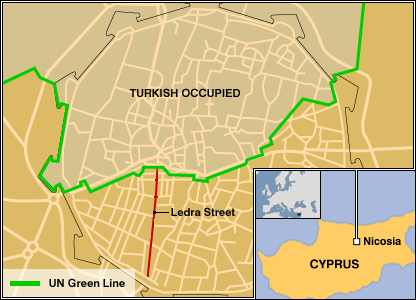 TURKISH OCCUPIED
Ledra Street
UN Green Line
Nicosia
CYPRUS